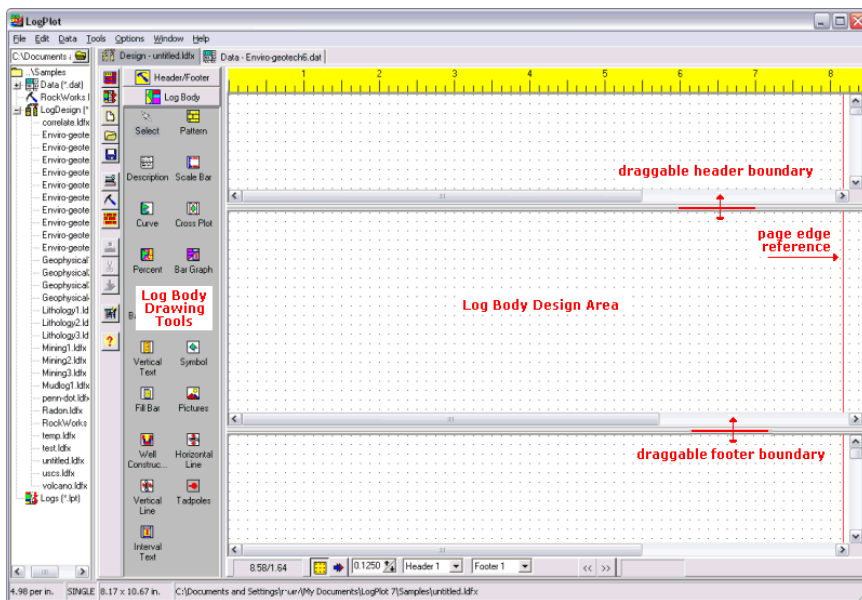 LogPlot
File Edit Data Tools Options Window Help
C:\Documents a
Design - untitled.ldfx
Data - Enviro-geotech6.dat
..\Samples
Data (*.dat)
RockWorks
LogDesign (*
correlate.ldfx
Enviro-geote
Enviro-geote
Enviro-geote
Enviro-geote
Enviro-geote
Enviro-geote
Enviro-geote
Enviro-geote
Enviro-geote
Enviro-geote
Geophysical
Geophysical
Geophysical
Geophysical
Geophysical
Lithology1.ld
Lithology2.ld
Lithology3.ld
Mining1.ldfx
Mining2.ldfx
Mining3.ldfx
Mudlog1.ldfx
penn-dot.ldf
Radon.ldfx
RockWorks
temp.ldfx
test.ldfx
untitled.ldfx
uscs.ldfx
volcano.ldfx
Logs (*.lpt)
Header/Footer
Log Body
Select Pattern
Description Scale Bar
Curve Cross Plot
Percent Bar Graph
Log Body
Drawing
Tools
Vertical Text
Symbol
Fill Bar Pictures
Well Construc...
Horizontal Line
Vertical Line
Tadpoles
Interval Text
1 2 3 4 5 6 7 8
draggable header boundary
page edge
reference
Log Body Design Area
draggable footer boundary
8.58/1.64
0.1250
Header 1
Footer 1
<< >>
4.98 per in. SINGLE 8.17 x 10.67 in.
\My Documents\LogPlot 7\Samples\untitled.ldfx